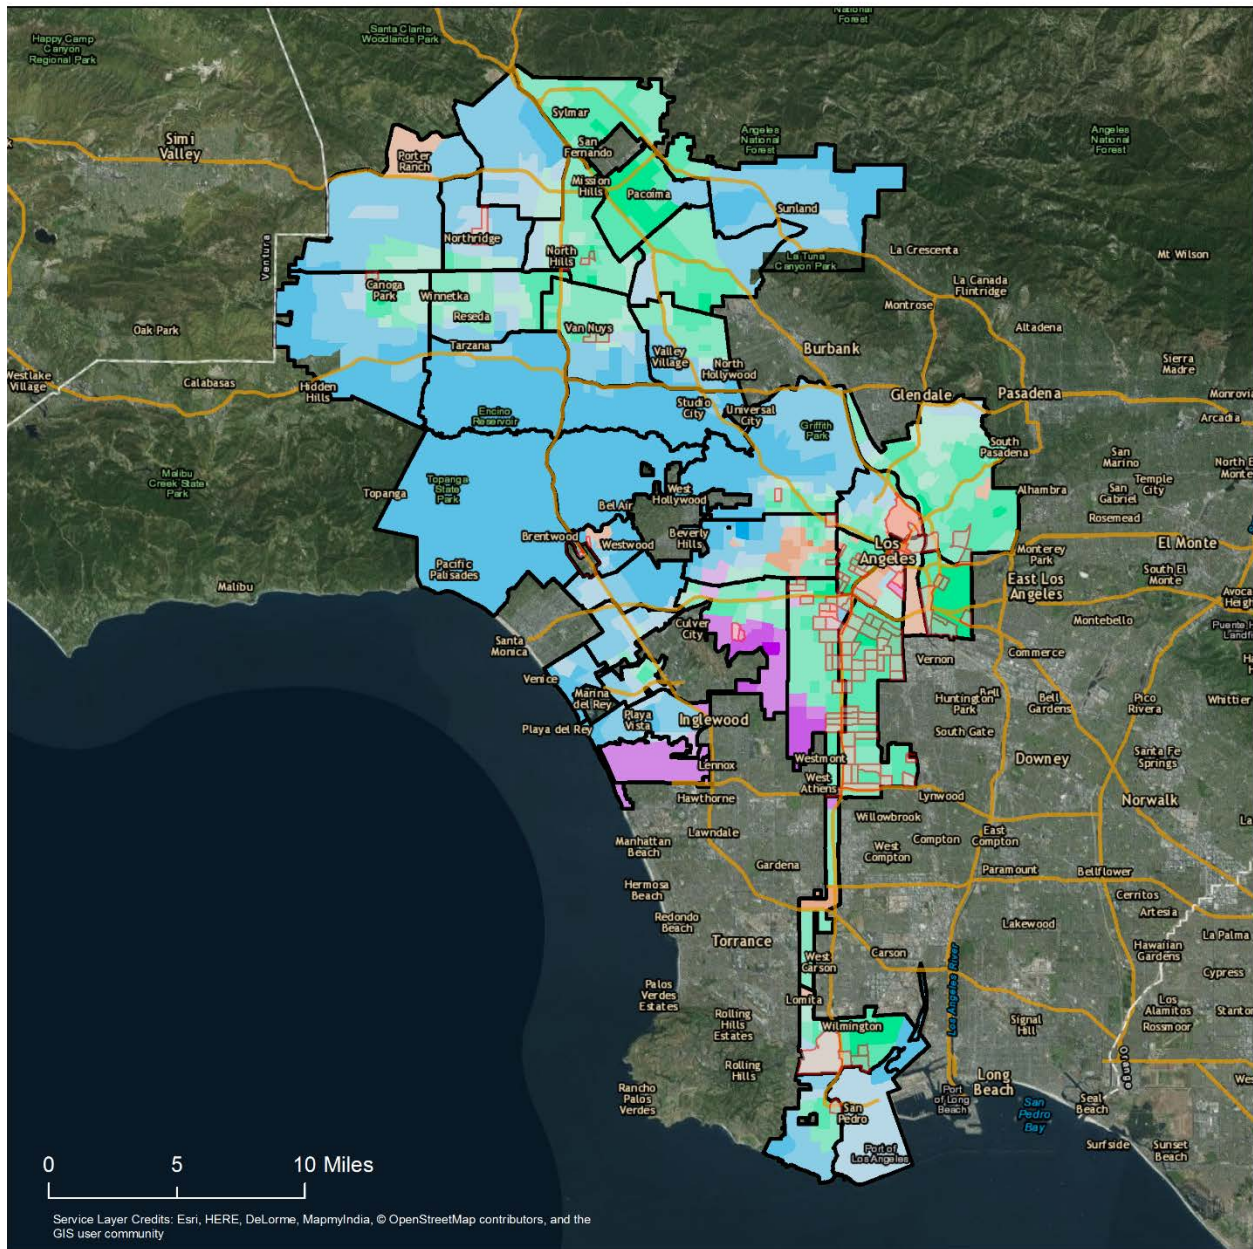 National
Forest
Happy Camp
Canyon
Regional Park
Santa Clarita
Woodlands Park
Sylmar
San
Fernando
Angeles
National
Forest
Angeles
National
Forest
Simi
Valley
Porter
Ranch
Mission
Hills
Pacoima
Sunland
Northridge
Ventura
North
Hills
La Tuna
Canyon Park
La Crescenta
Mt Wilson
Canoga
Park
Winnetka
La Canada
Flintridge
Montrose
Reseda
Van Nuys
Altadena
Oak Park
Tarzana
Valley
Village
North
Hollywood
Burbank
Sierra
Madre
Westlake
Village
Calabasas
Hidden
Hills
Glendale
Pasadena
Monrovia
Encino
Reservoir
Studio
City
Universal
City
Griffith
Park
Arcadia
South
Pasadena
San
Marino
North E
Monte
Malibu
Creek State
Park
Topanga
Topanga
State
Park
Bel Air
West
Hollywood
Alhambra
San
Gabriel
Temple
City
Rosemead
Brentwood
Westwood
Beverly
Hills
Los
Angeles
Monterey
Park
El Monte
Pacific
Palisades
South El
Monte
Malibu
East Los
Angeles
Avoca
Heigh
Montebello
Puente H
Landf
Santa
Monica
Culver
City
Vernon
Commerce
Venice
Marina
del Rey
Huntington
Park
Bell
Bell
Gardens
Pico
Rivera
Whittier
Playa del Rey
Playa
Vista
Inglewood
South Gate
Lennox
Westmont
Downey
Santa Fe
Springs
West
Athens
Hawthorne
Lynwood
Norwalk
Willowbrook
La
Manhattan
Beach
Lawndale
West
Compton
Compton
East
Compton
Gardena
Paramount
Bellflower
Hermosa
Beach
Cerritos
Artesia
Redondo
Beach
Lakewood
La Palma
Torrance
West
Carson
Carson
Hawaiian
Gardens
Cypress
Los Angeles River
Palos
Verdes
Estates
Lomita
Los
Alamitos
Rossmoor
Stanton
Rolling
Hills
Estates
Wilmington
Signal
Hill
Rolling
Hills
Orange
Long
Beach
Rancho
Palos
Verdes
San
Pedro
Port
of Long
Beach
San
Pedro
Bay
Seal
Beach
Port of
Los Angeles
Surfside
Sunset
Beach
0 5 10 Miles
Service Layer Credits: Esri, HERE, DeLorme, MapmyIndia, © OpenStreetMap contributors, and the
GIS user community